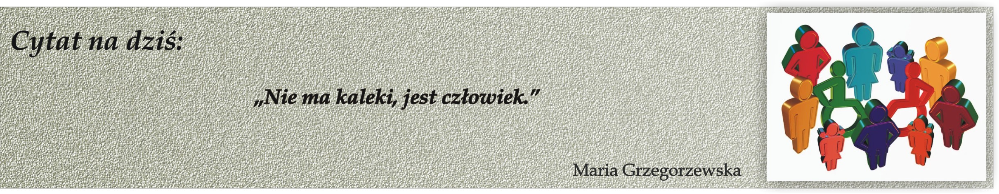 Cytat na dziś:
„Nie ma kaleki, jest człowiek.”
Maria Grzegorzewska